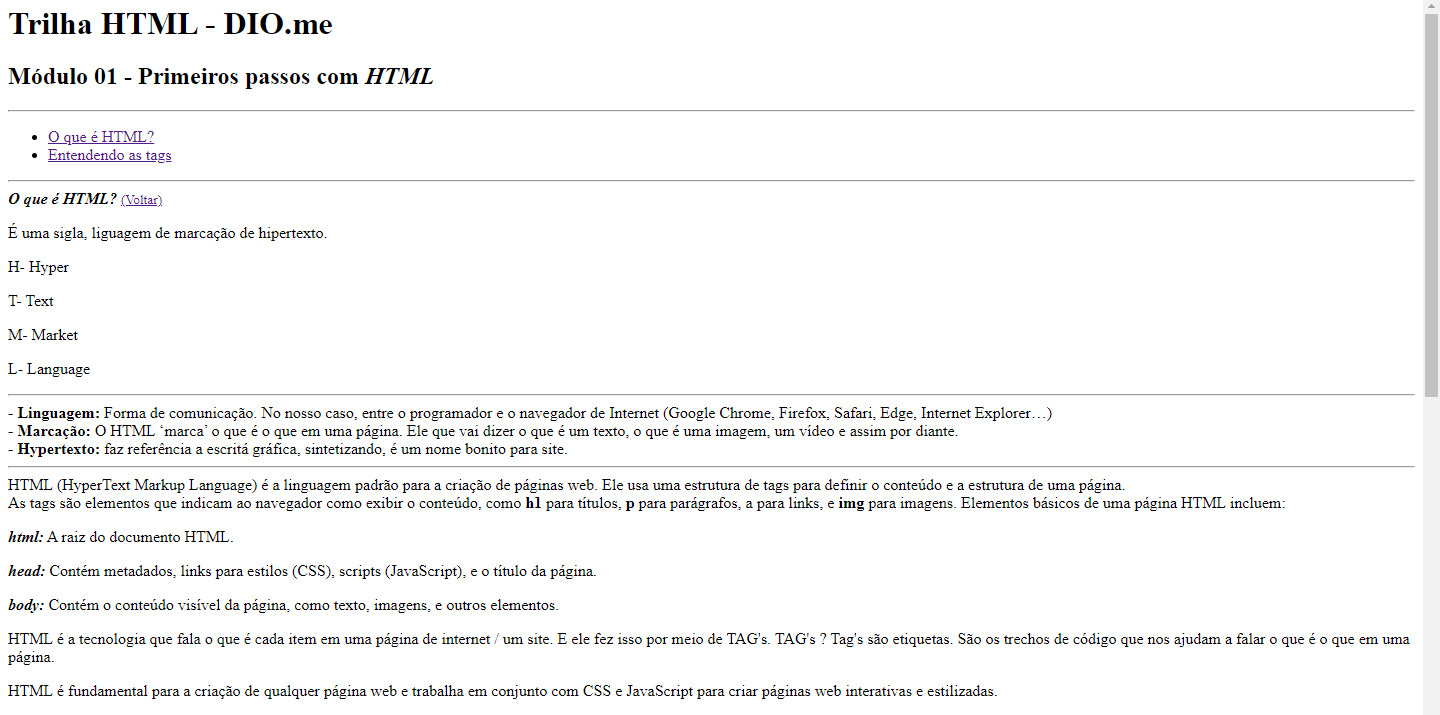 Trilha HTML - DIO.me
Módulo 01 - Primeiros passos com HTML
O que é HTML?
Entendendo as tags
O que é HTML? (Voltar)
É uma sigla, liguagem de marcação de hipertexto.
H- Hyper
T- Text
M- Market
L- Language
- Linguagem: Forma de comunicação. No nosso caso, entre o programador e o navegador de Internet (Google Chrome, Firefox, Safari, Edge, Internet Explorer…)
- Marcação: O HTML ‘marca’ o que é o que em uma página. Ele que vai dizer o que é um texto, o que é uma imagem, um vídeo e assim por diante.
- Hypertexto: faz referência a escritá gráfica, sintetizando, é um nome bonito para site.
HTML (HyperText Markup Language) é a linguagem padrão para a criação de páginas web. Ele usa uma estrutura de tags para definir o conteúdo e a estrutura de uma página.
As tags são elementos que indicam ao navegador como exibir o conteúdo, como h1 para títulos, p para parágrafos, a para links, e img para imagens. Elementos básicos de uma página HTML incluem:
html: A raiz do documento HTML.
head: Contém metadados, links para estilos (CSS), scripts (JavaScript), e o título da página.
body: Contém o conteúdo visível da página, como texto, imagens, e outros elementos.
HTML é a tecnologia que fala o que é cada item em uma página de internet / um site. E ele fez isso por meio de TAG's. TAG's ? Tag's são etiquetas. São os trechos de código que nos ajudam a falar o que é o que em uma
página.
HTML é fundamental para a criação de qualquer página web e trabalha em conjunto com CSS e JavaScript para criar páginas web interativas e estilizadas.